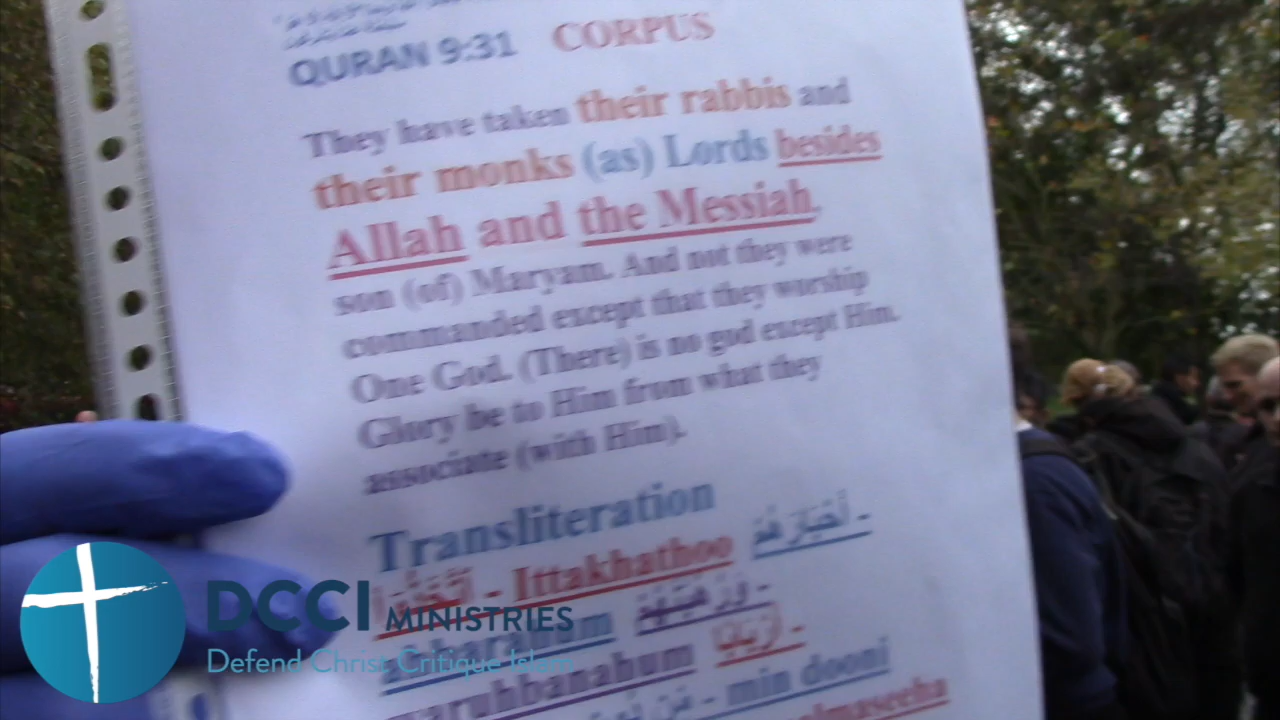 QURAN 9:31 CORPUS
They have taken their rabbis and
their monks (as) Lords besides
Allah and the Messiah,
son (of) Maryam. And not they were
commanded except that they worship
One God. (There) is no god except Him.
Glory be to Him from what they
associate (with Him).
Transliteration
- Ittakhathoo أَحْبَارَهُمْ -
min dooni
almaseeha
DCCI MINISTRIES
Defend Christ Critique Islam